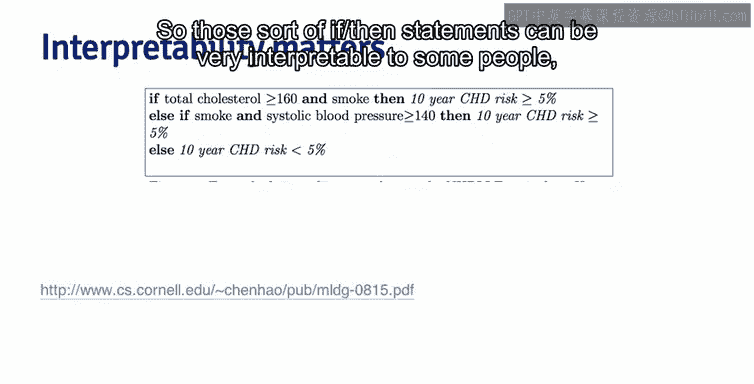 So those sort of if/then statements can be
very interpretable to some people,
Interpretability matters
if total cholesterol ≥160 and smoke then 10 year CHD risk ≥ 5%
else if smoke and systolic blood pressure≥140 then 10 year CHD risk ≥
5%
else 10 year CHD risk < 5%
http://www.cs.cornell.edu/~chenhao/pub/mldg-0815.pdf